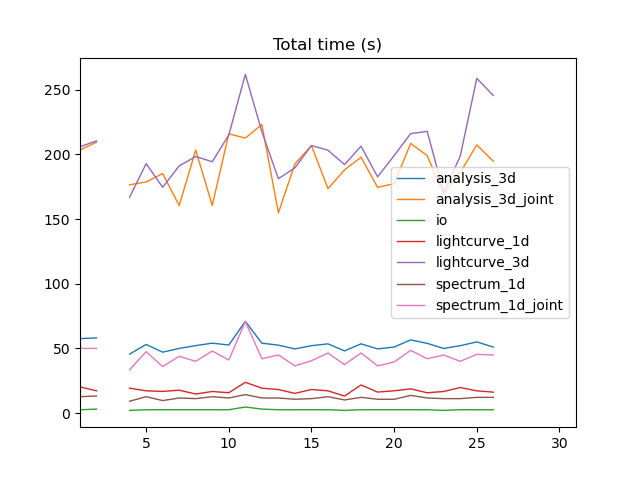 Total time (s)
250
200
150
100
50
0
5
10
15
20
25
30
analysis_3d
analysis_3d_joint
io
lightcurve_1d
lightcurve_3d
spectrum_1d
spectrum_1d_joint